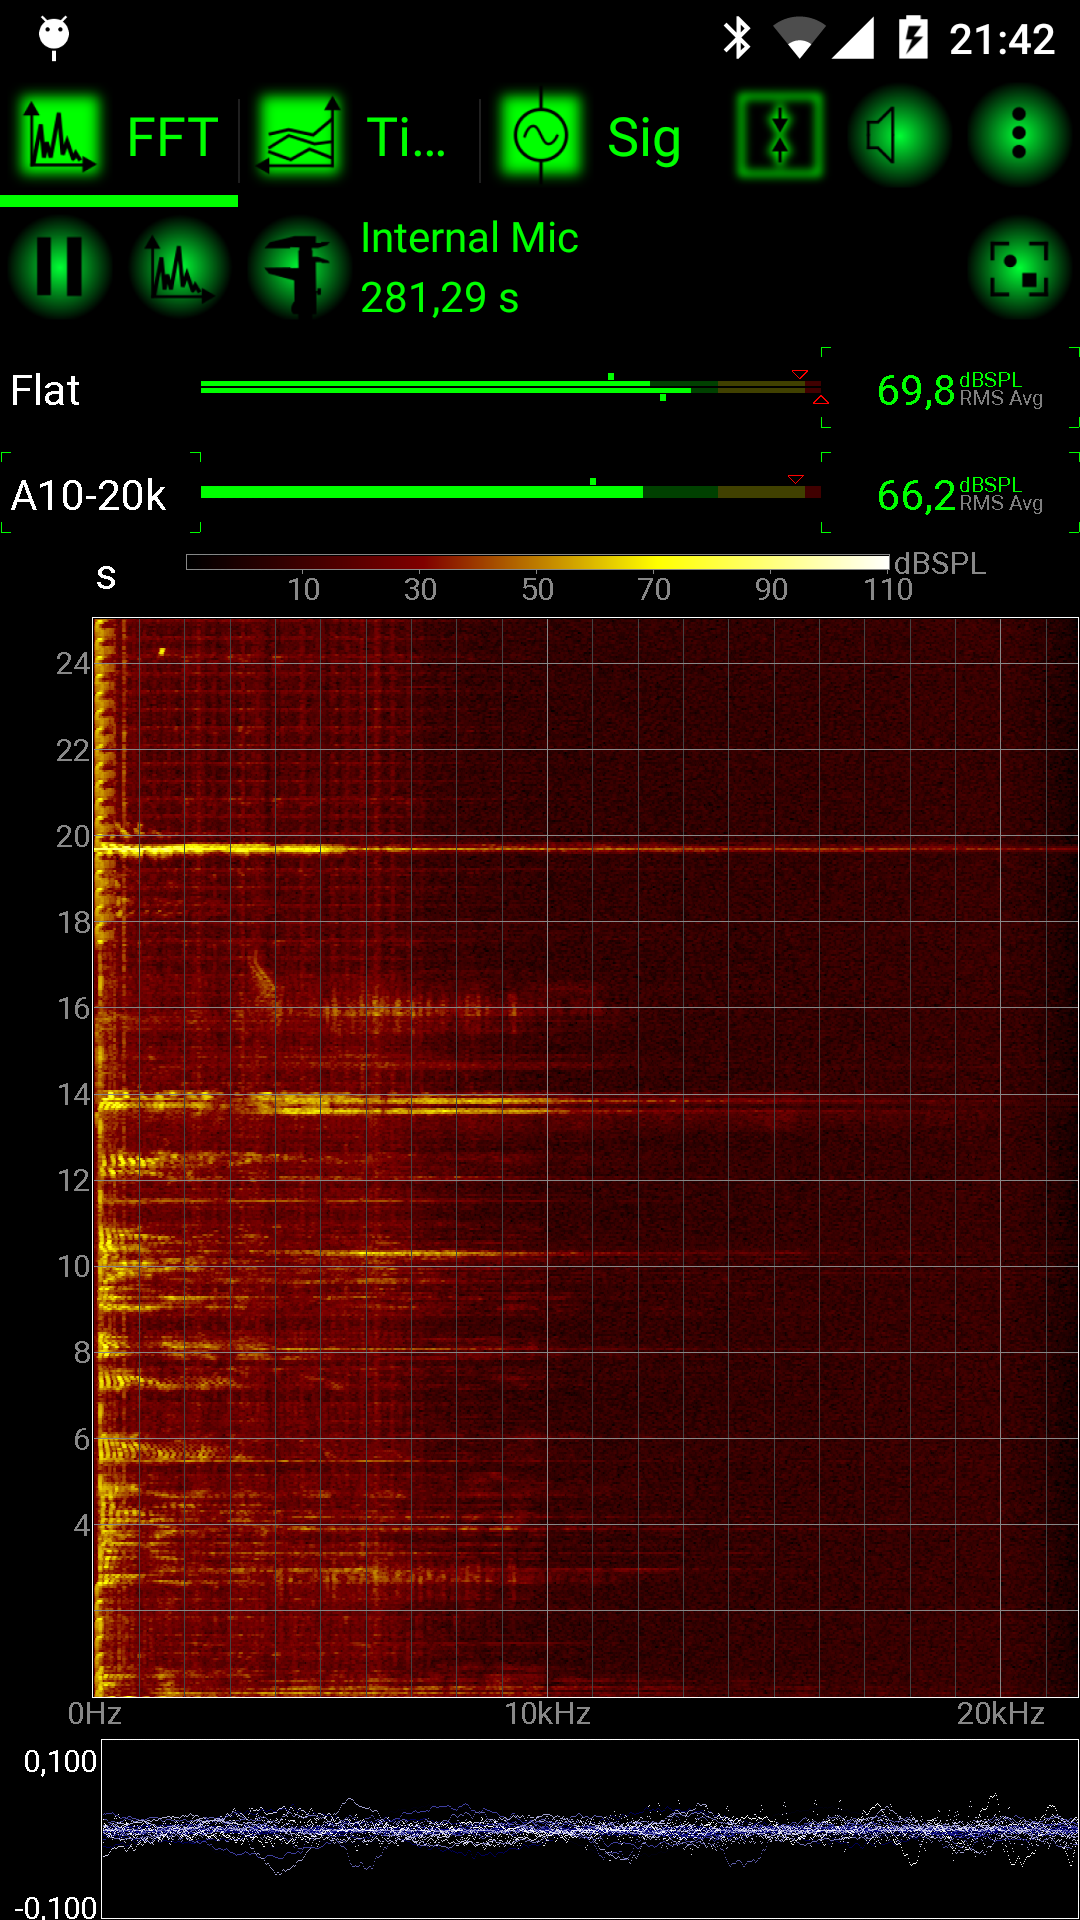 21:42
FFT Ti... Sig
Internal Mic
281,29 s
Flat 69,8 dBSPL RMS Avg
A10-20k 66,2 dBSPL RMS Avg
s dBSPL
10 30 50 70 90 110
24
22
20
18
16
14
12
10
8
6
4
0Hz 10kHz 20kHz
0,100
-0,100